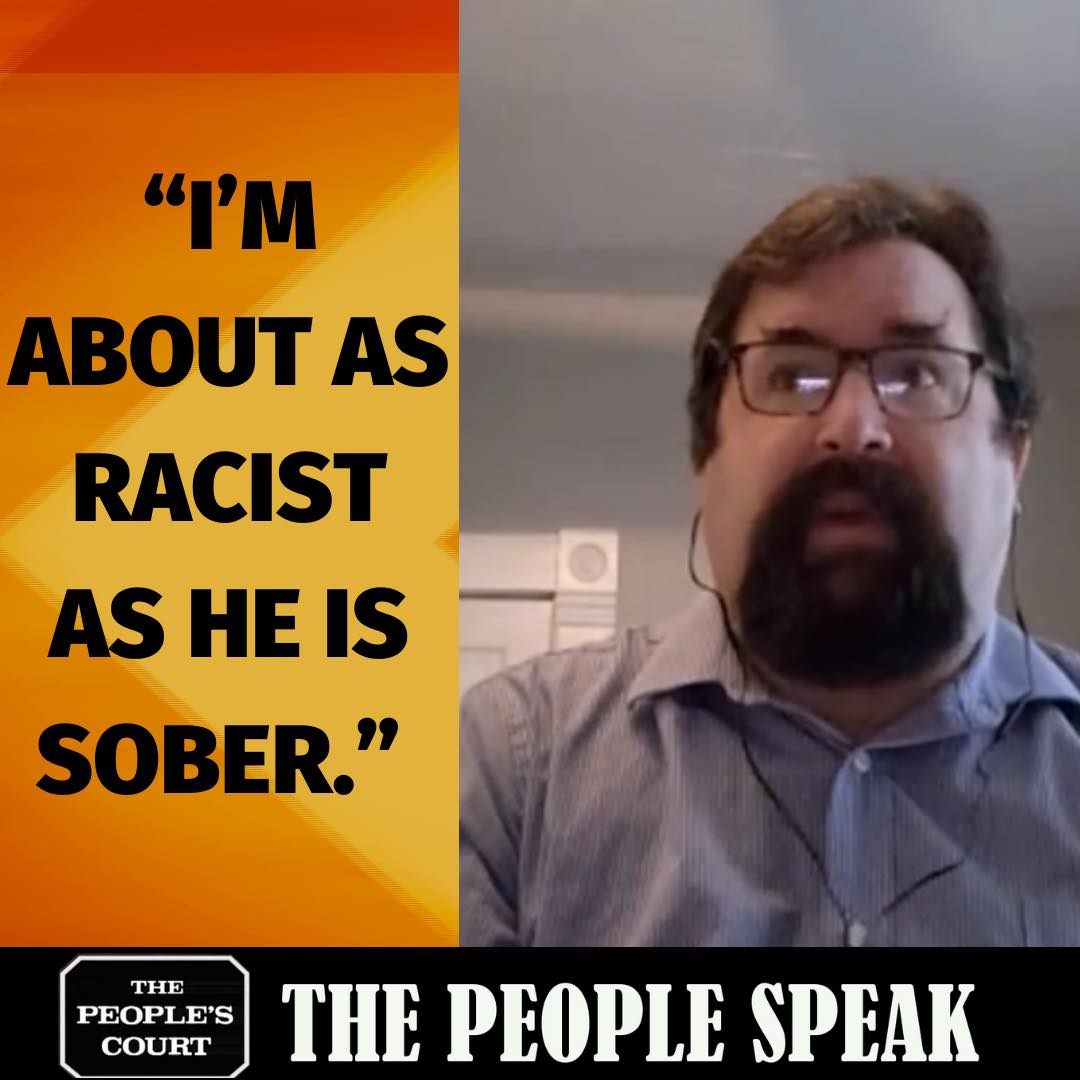 “I’M
ABOUT AS
RACIST
AS HE IS
SOBER.”
THE
PEOPLE’S
COURT
THE PEOPLE SPEAK